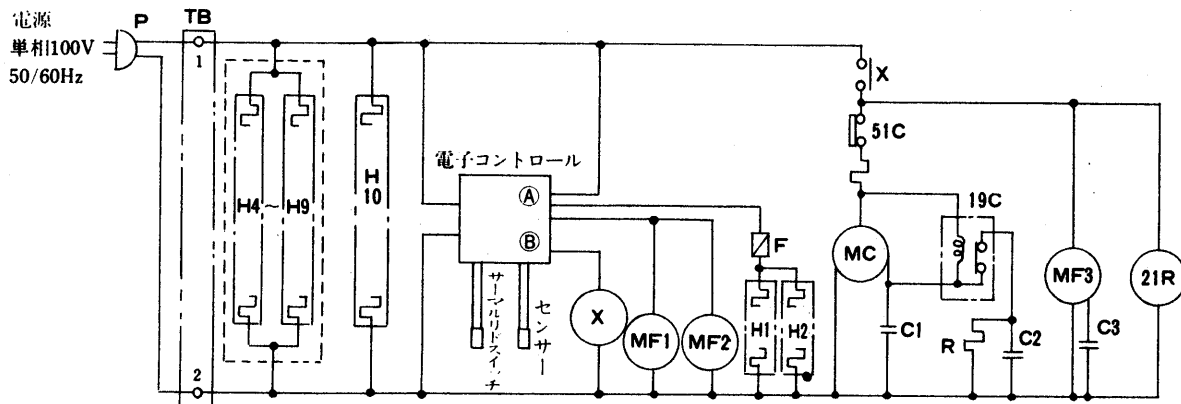 電源
単相100V
50/60Hz
P
TB
1
2
H4～H9
H
10
電子コントロール
Ⓐ
Ⓑ
サーマルリドスイッチ
センサー
X
MF1
MF2
F
H1
H2
X
51C
MC
19C
C1
R
C2
MF3
C3
21R